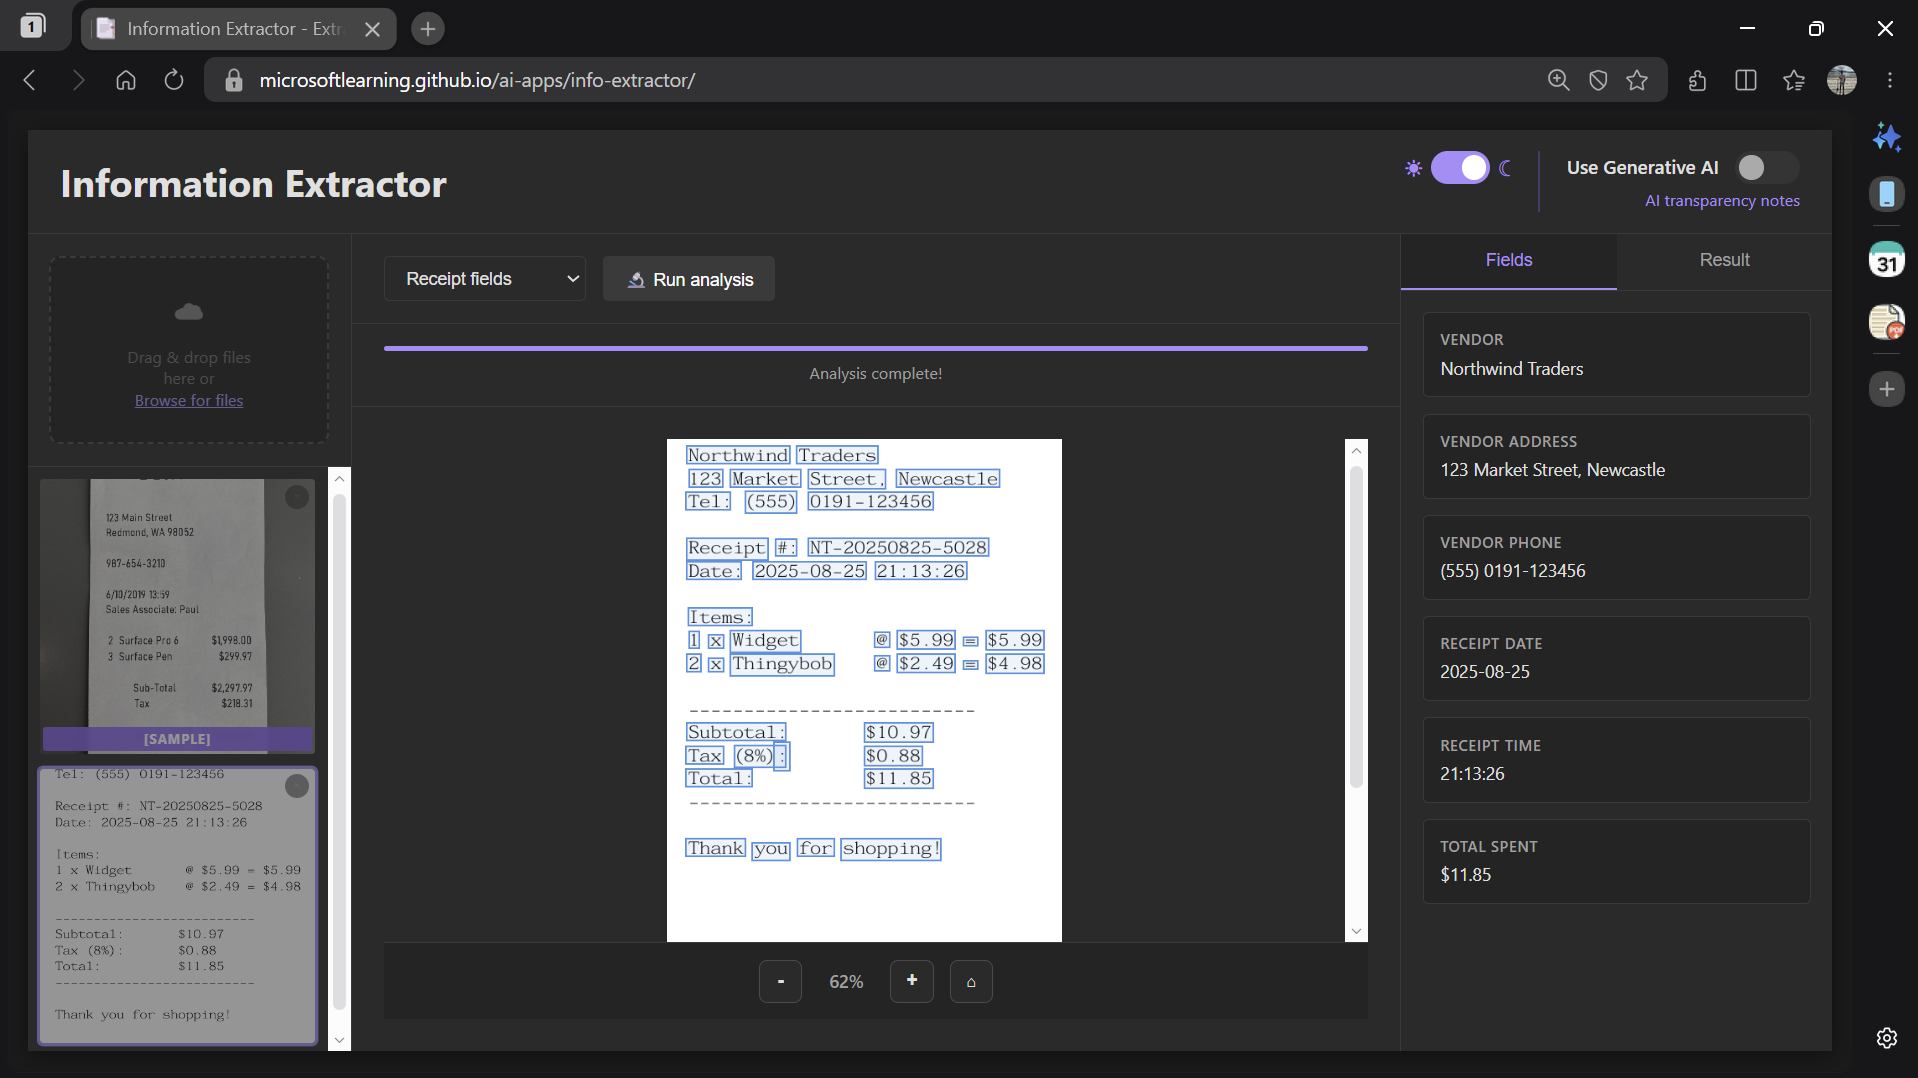 1
Information Extractor - Extr
microsoftlearning.github.io/ai-apps/info-extractor/
Information Extractor
Use Generative AI
AI transparency notes
Drag & drop files
here or
Browse for files
123 Main Street
Redmond, WA 98052
987-654-3210
6/10/2019 13:59
Sales Associate: Paul
2 Surface Pro 6 $1,998.00
3 Surface Pen $299.97
Sub-Total $2,297.97
Tax $218.31
[SAMPLE]
Tel: (555) 0191-123456
Receipt #: NT-20250825-5028
Date: 2025-08-25 21:13:26
Items:
1 x Widget @ $5.99 = $5.99
2 x Thingybob @ $2.49 = $4.98
------------------------------
Subtotal: $10.97
Tax (8%): $0.88
Total: $11.85
------------------------------
Thank you for shopping!
Receipt fields
Run analysis
Analysis complete!
Northwind Traders
123 Market Street, Newcastle
Tel: (555) 0191-123456
Receipt #: NT-20250825-5028
Date: 2025-08-25 21:13:26
Items:
1 x Widget @ $5.99 = $5.99
2 x Thingybob @ $2.49 = $4.98
------------------------------
Subtotal: $10.97
Tax (8%): $0.88
Total: $11.85
------------------------------
Thank you for shopping!
- 62% +
Fields Result
VENDOR
Northwind Traders
VENDOR ADDRESS
123 Market Street, Newcastle
VENDOR PHONE
(555) 0191-123456
RECEIPT DATE
2025-08-25
RECEIPT TIME
21:13:26
TOTAL SPENT
$11.85
31
PDF